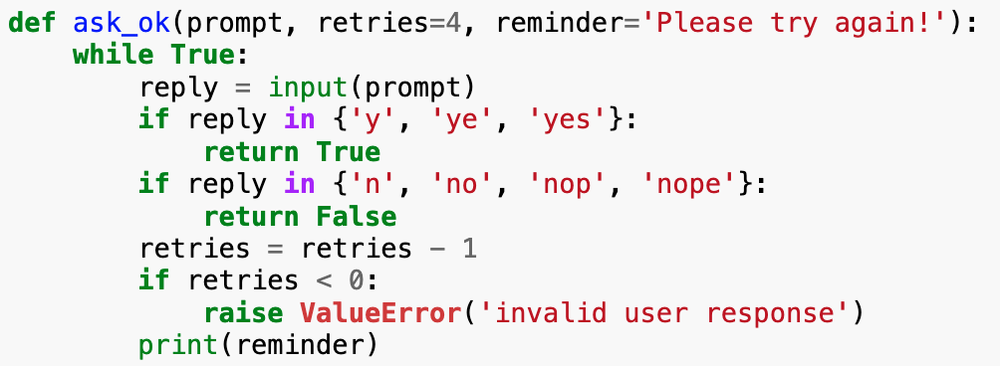 def ask_ok(prompt, retries=4, reminder='Please try again!'):
    while True:
        reply = input(prompt)
        if reply in {'y', 'ye', 'yes'}:
            return True
        if reply in {'n', 'no', 'nop', 'nope'}:
            return False
        retries = retries - 1
        if retries < 0:
            raise ValueError('invalid user response')
        print(reminder)